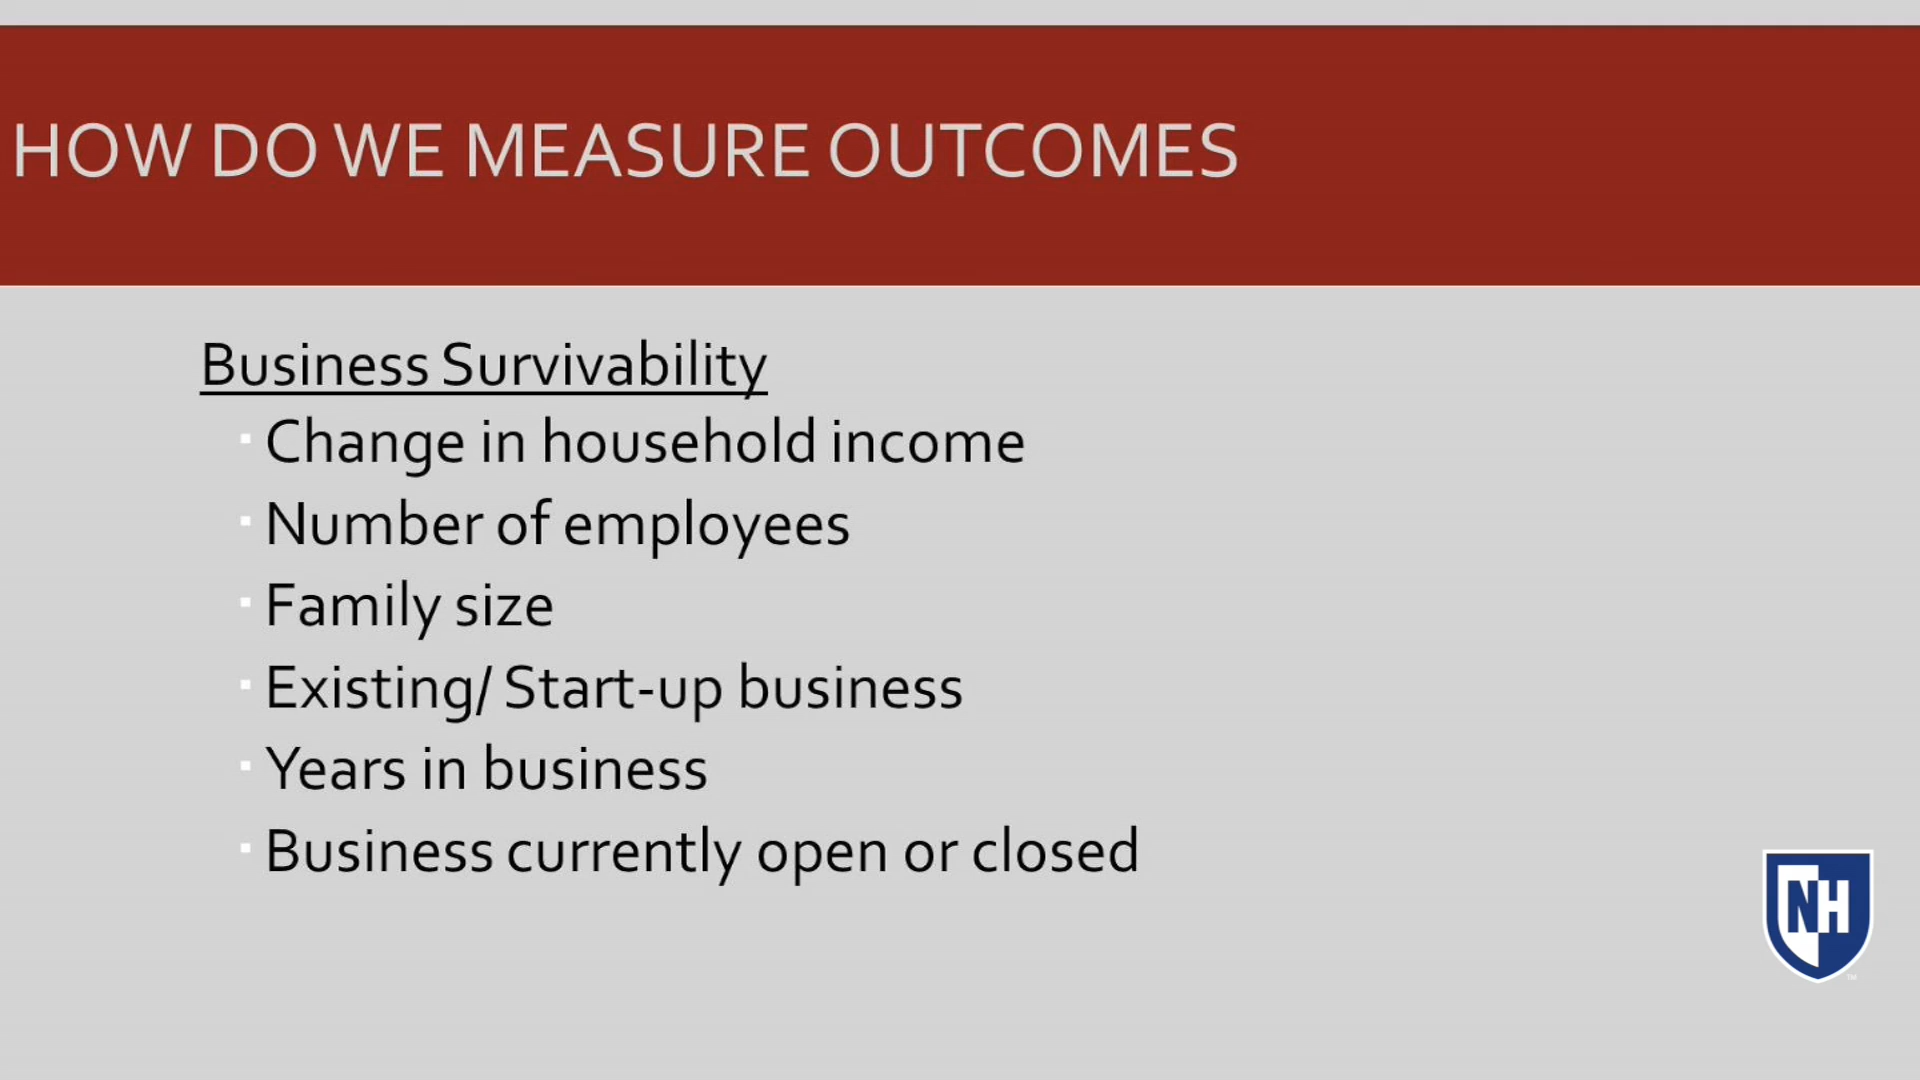 HOW DO WE MEASURE OUTCOMES
Business Survivability
Change in household income
Number of employees
Family size
Existing/ Start-up business
Years in business
Business currently open or closed
NH
TM